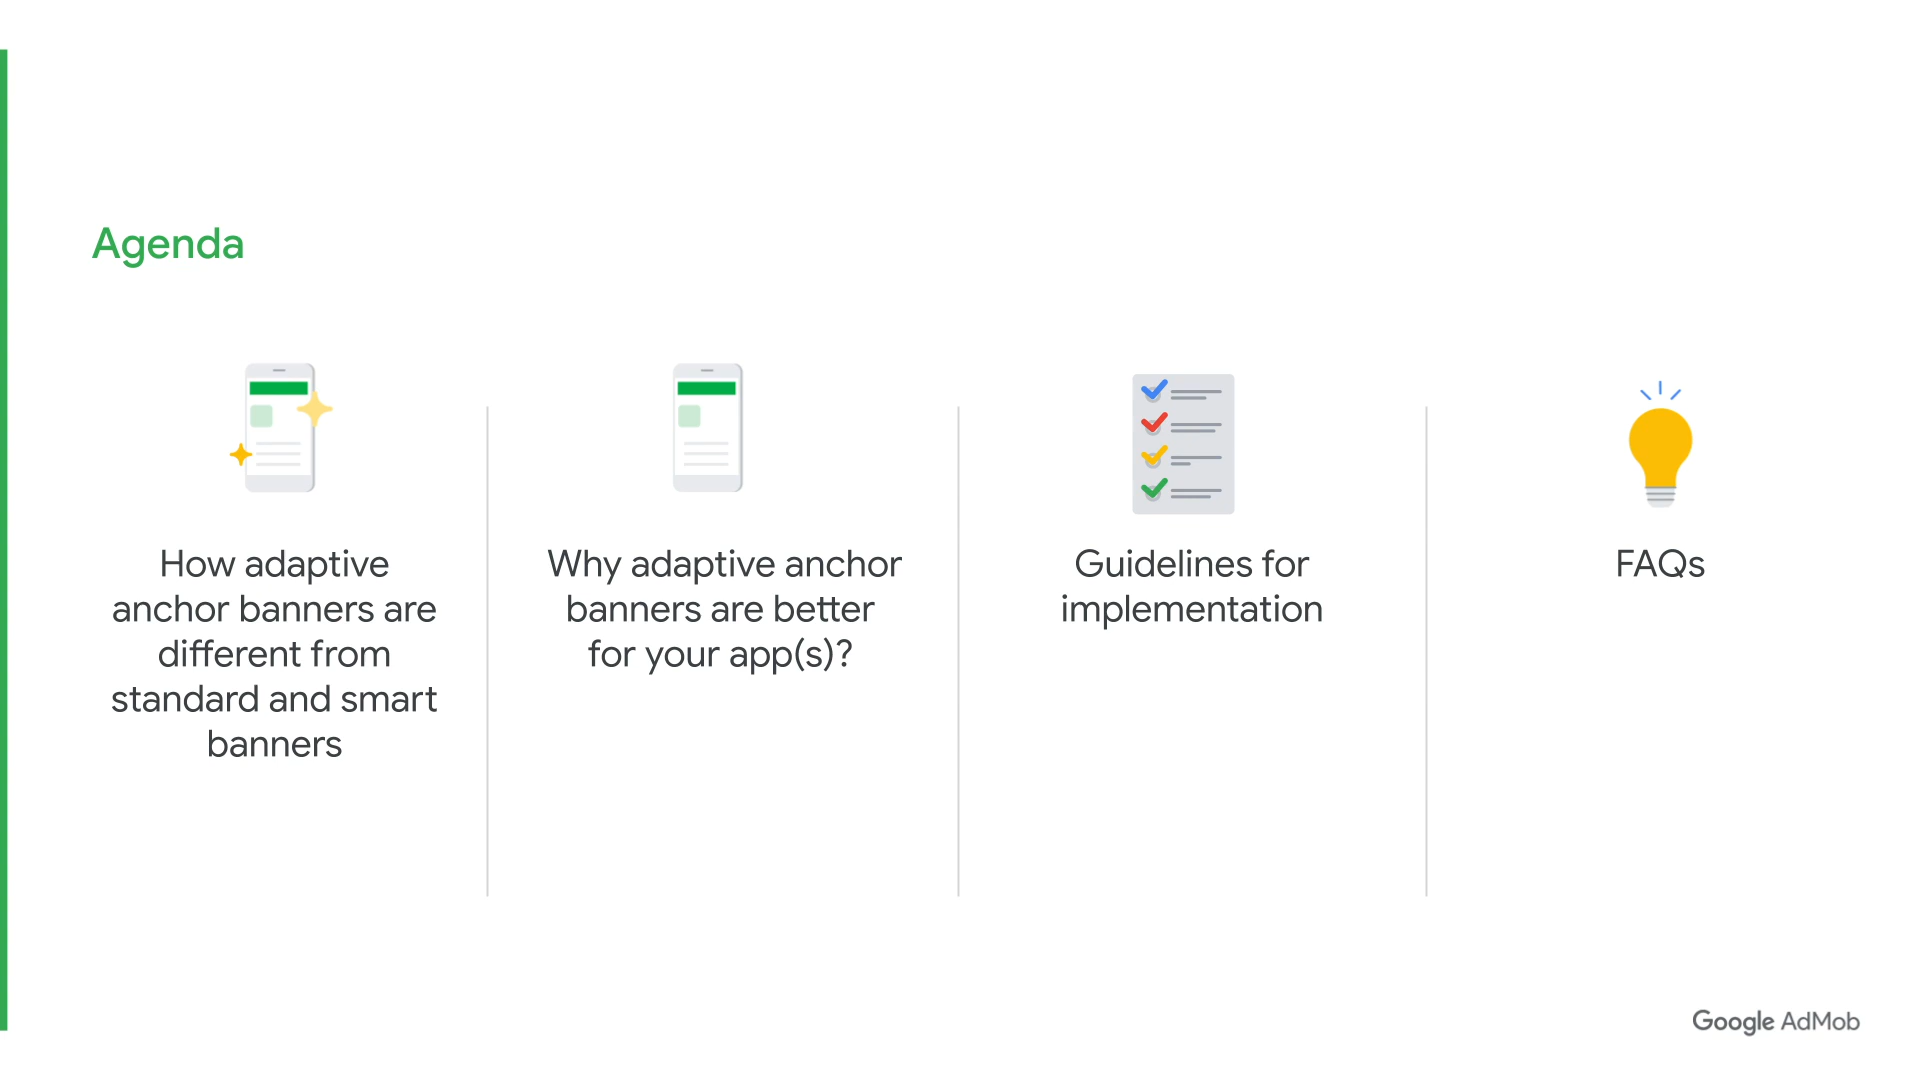 Agenda
How adaptive
anchor banners are
different from
standard and smart
banners
Why adaptive anchor
banners are better
for your app(s)?
Guidelines for
implementation
FAQs
Google AdMob